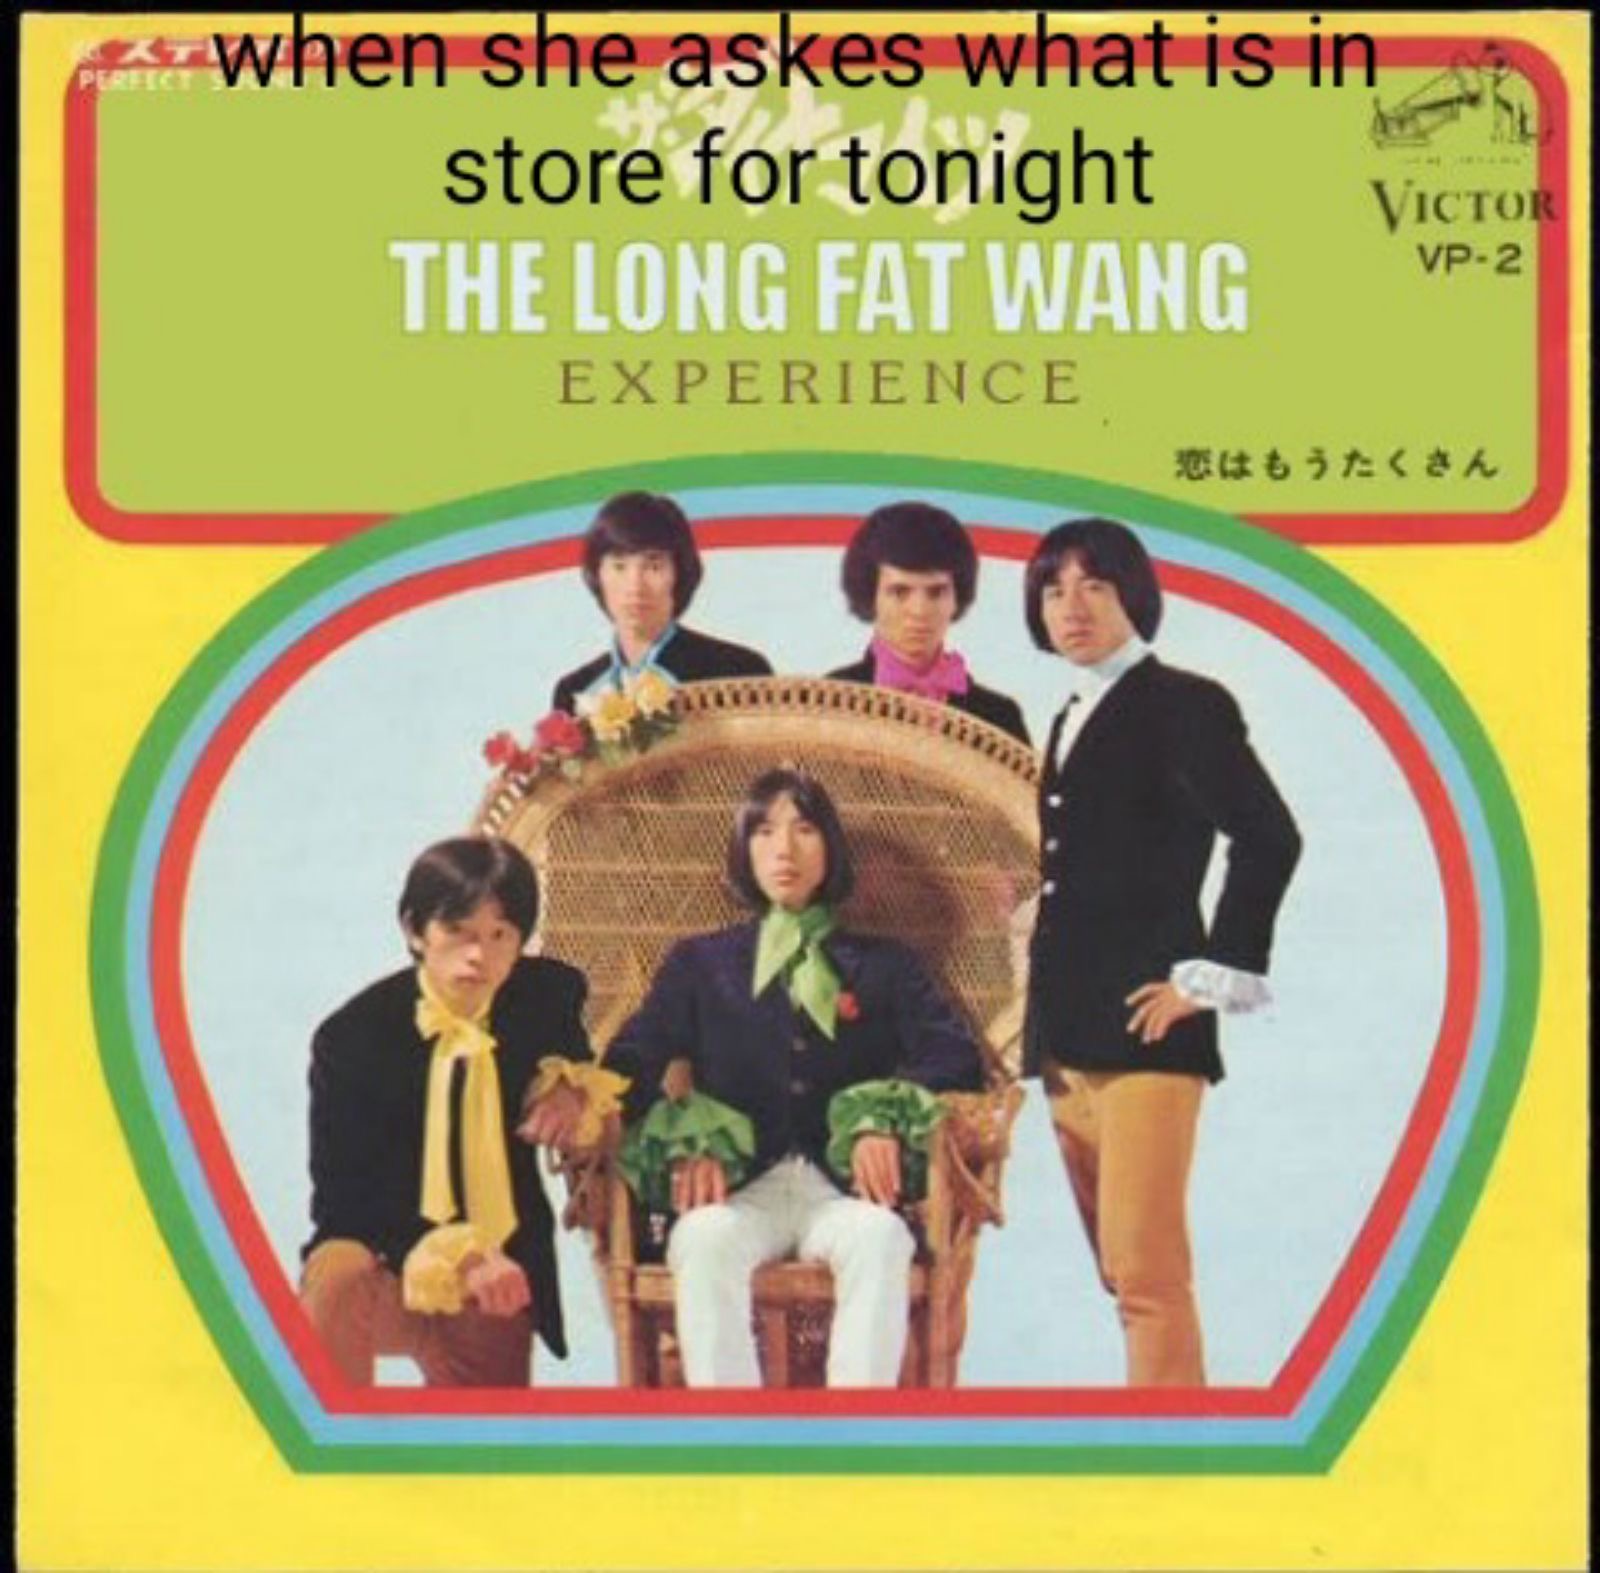 when she askes what is in
store for tonight
PERFECT
VICTOR
VP-2
THE LONG FAT WANG
EXPERIENCE
恋はもうたくさん